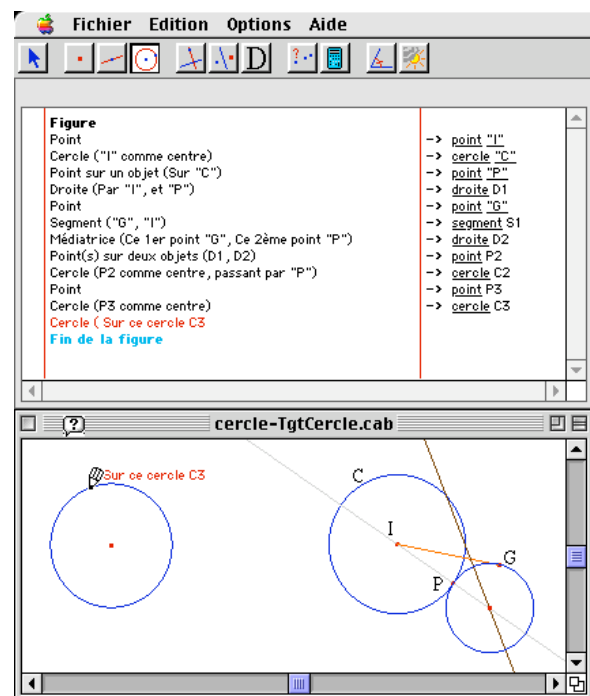 Fichier Edition Options Aide
D ?
Figure
Point -> point "I"
Cercle ("I" comme centre) -> cercle "C"
Point sur un objet (Sur "C") -> point "P"
Droite (Par "I", et "P") -> droite D1
Point -> point "G"
Segment ("G", "I") -> segment S1
Médiatrice (Ce 1er point "G", Ce 2ème point "P") -> droite D2
Point(s) sur deux objets (D1, D2) -> point P2
Cercle (P2 comme centre, passant par "P") -> cercle C2
Point -> point P3
Cercle (P3 comme centre) -> cercle C3
Cercle ( Sur ce cercle C3
Fin de la figure
? cercle-TgtCercle.cab
Sur ce cercle C3
C
I
G
P